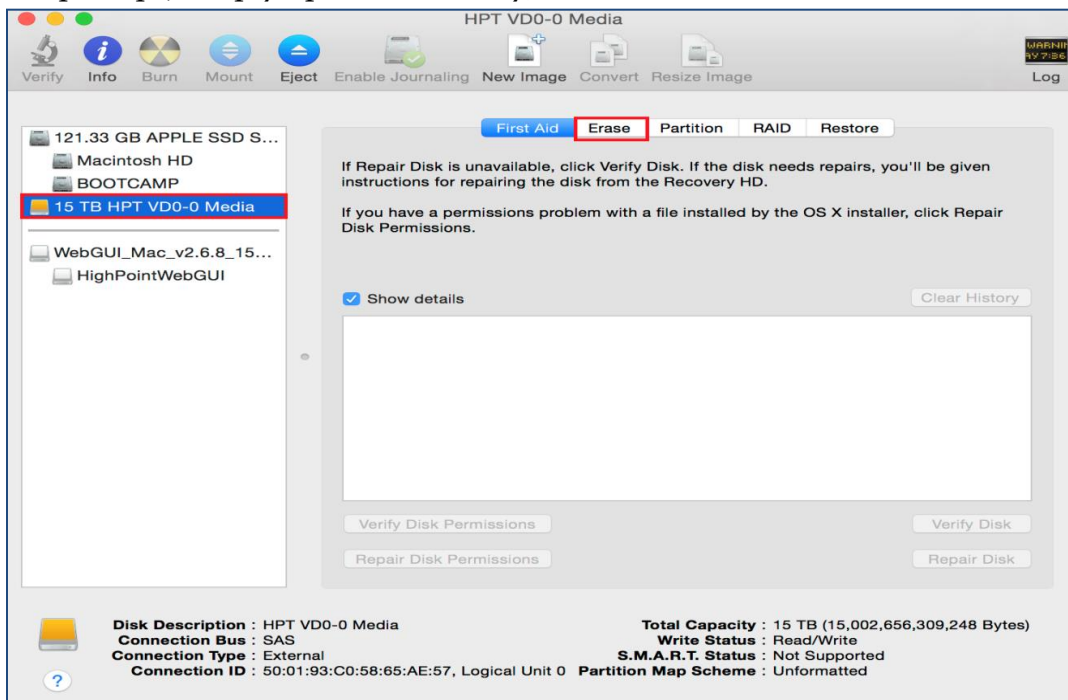 HPT VD0-0 Media
Verify Info Burn Mount Eject Enable Journaling New Image Convert Resize Image Log
First Aid Erase Partition RAID Restore
121.33 GB APPLE SSD S...
Macintosh HD
BOOTCAMP
15 TB HPT VD0-0 Media
WebGUI_Mac_v2.6.8_15...
HighPointWebGUI
If Repair Disk is unavailable, click Verify Disk. If the disk needs repairs, you'll be given
instructions for repairing the disk from the Recovery HD.
If you have a permissions problem with a file installed by the OS X installer, click Repair
Disk Permissions.
Show details
Clear History
Verify Disk Permissions
Verify Disk
Repair Disk Permissions
Repair Disk
Disk Description : HPT VD0-0 Media
Connection Bus : SAS
Connection Type : External
Connection ID : 50:01:93:C0:58:65:AE:57, Logical Unit 0
Total Capacity : 15 TB (15,002,656,309,248 Bytes)
Write Status : Read/Write
S.M.A.R.T. Status : Not Supported
Partition Map Scheme : Unformatted
?